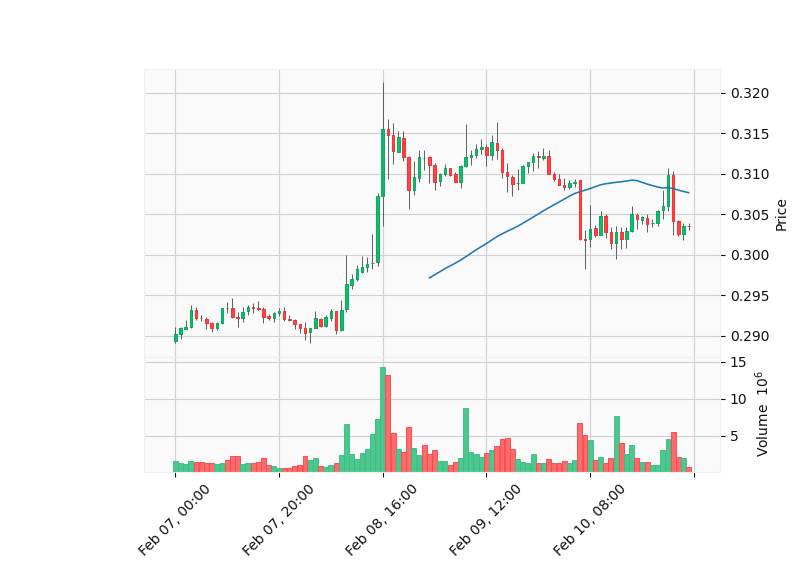 0.320
0.315
0.310
0.305
0.300
0.295
0.290
Price
15
10
5
Volume 10⁶
Feb 07, 00:00
Feb 07, 20:00
Feb 08, 16:00
Feb 09, 12:00
Feb 10, 08:00